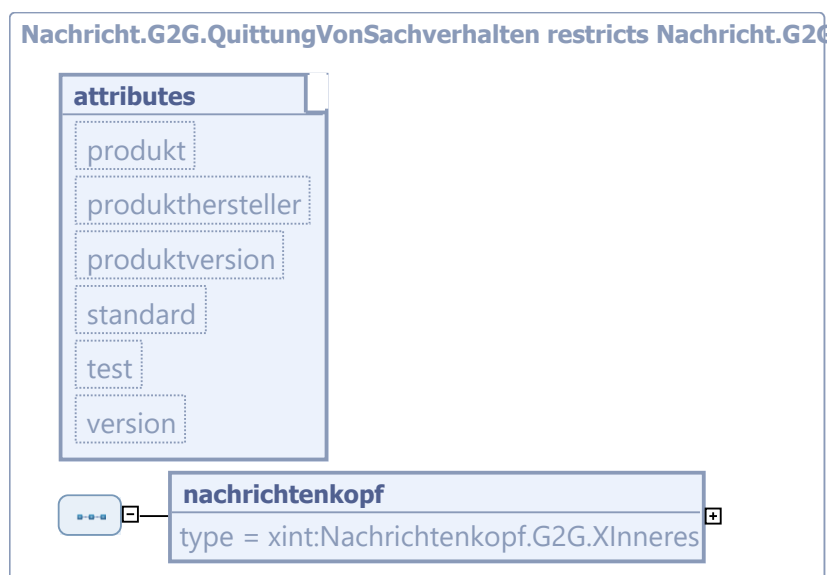 Nachricht.G2G.QuittungVonSachverhalten restricts Nachricht.G2G
attributes
produkt
produkthersteller
produktversion
standard
test
version
nachrichtenkopf
type = xint:Nachrichtenkopf.G2G.XInneres